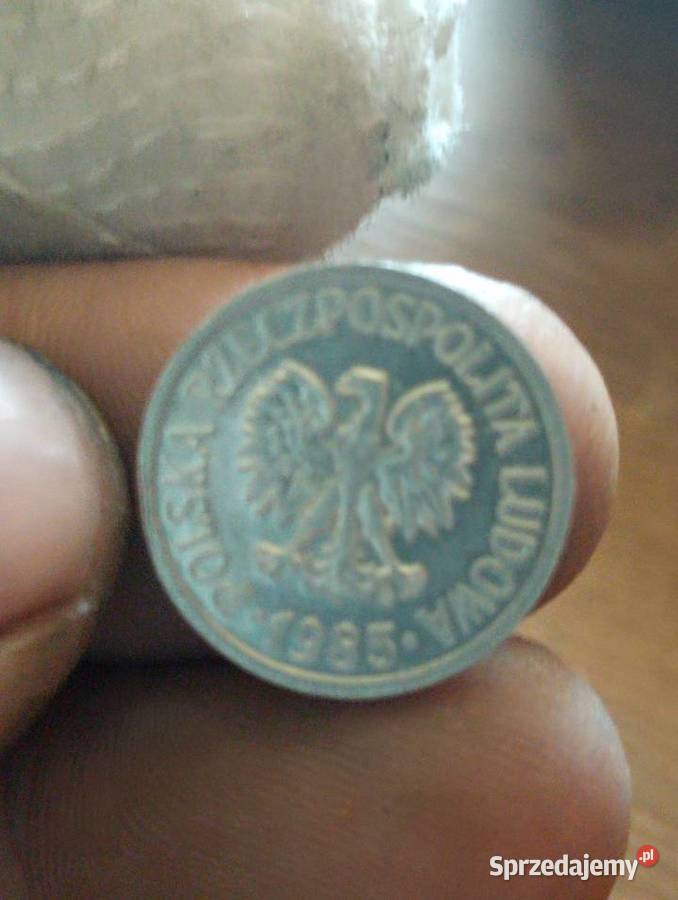 POLSKA RZECZPOSPOLITA LUDOWA
· 1985 ·
Sprzedajemy.pl